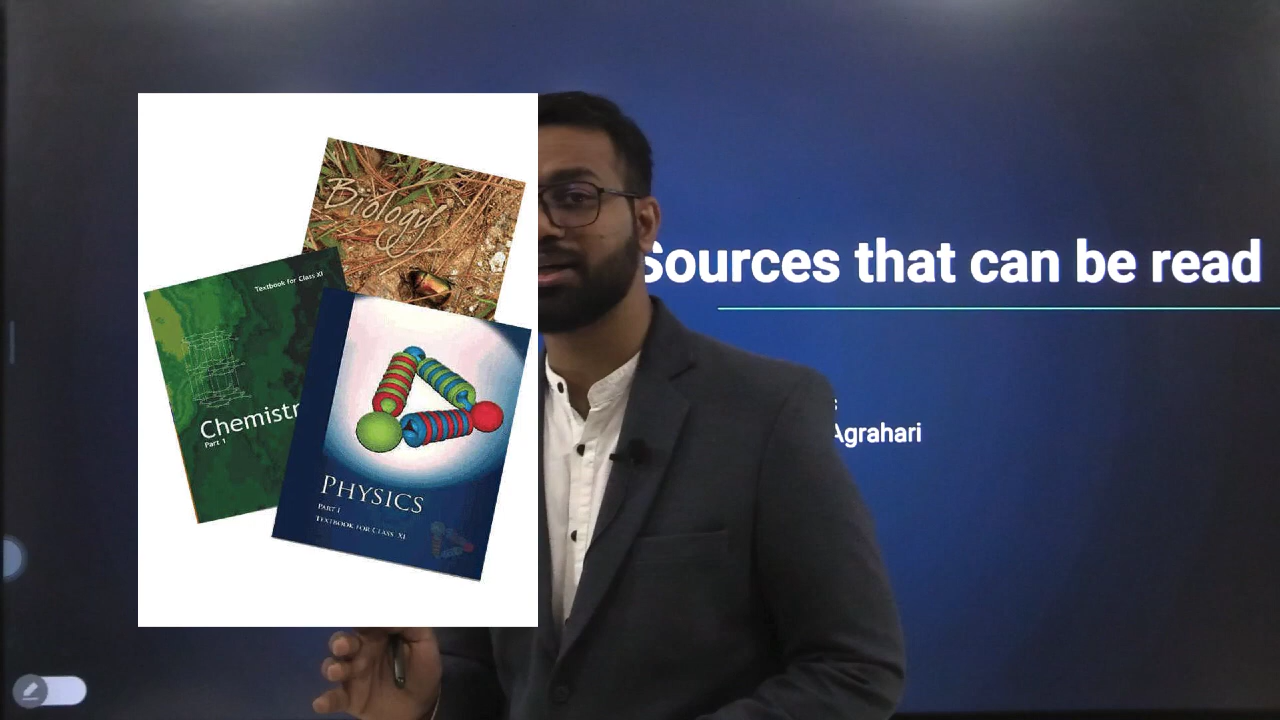 Biology
Textbook for Class XI
Chemistr
Part 1
PHYSICS
PART I
TEXTBOOK FOR CLASS XI
Sources that can be read
Agrahari